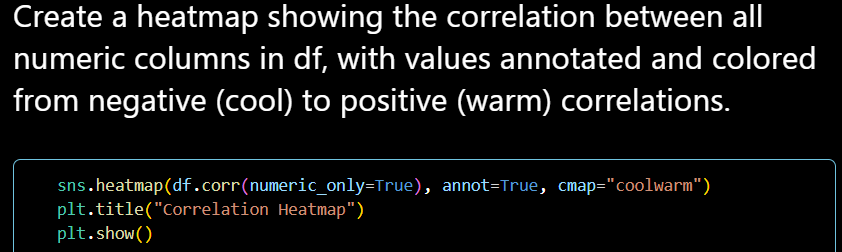 Create a heatmap showing the correlation between all
numeric columns in df, with values annotated and colored
from negative (cool) to positive (warm) correlations.
sns.heatmap(df.corr(numeric_only=True), annot=True, cmap="coolwarm")
plt.title("Correlation Heatmap")
plt.show()